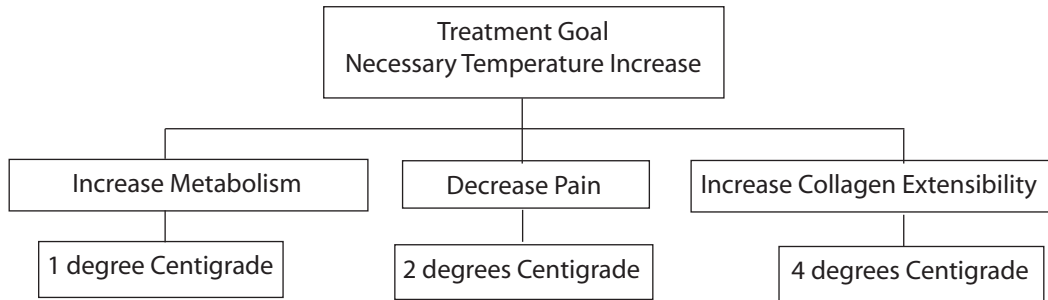 Treatment Goal
Necessary Temperature Increase
Increase Metabolism
Decrease Pain
Increase Collagen Extensibility
1 degree Centigrade
2 degrees Centigrade
4 degrees Centigrade